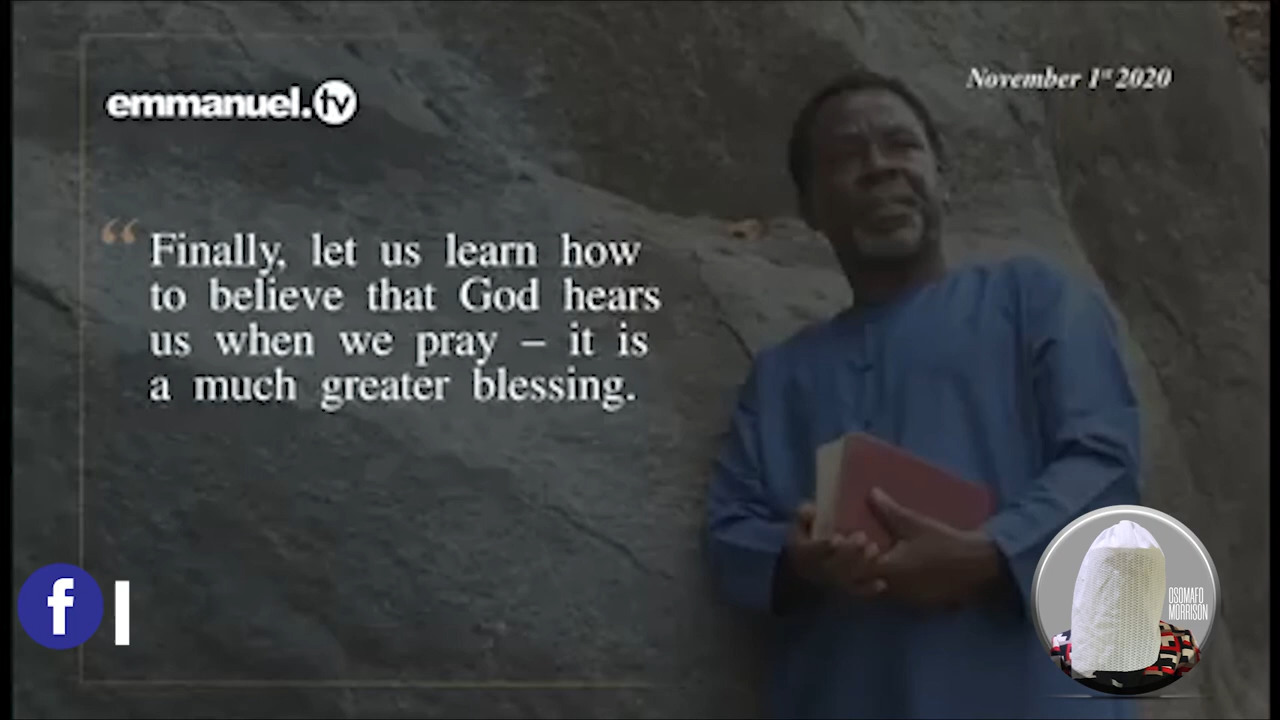 emmanuel.tv
November 1st 2020
“ Finally, let us learn how
to believe that God hears
us when we pray – it is
a much greater blessing.
f
OSOMAFO
MORRISON